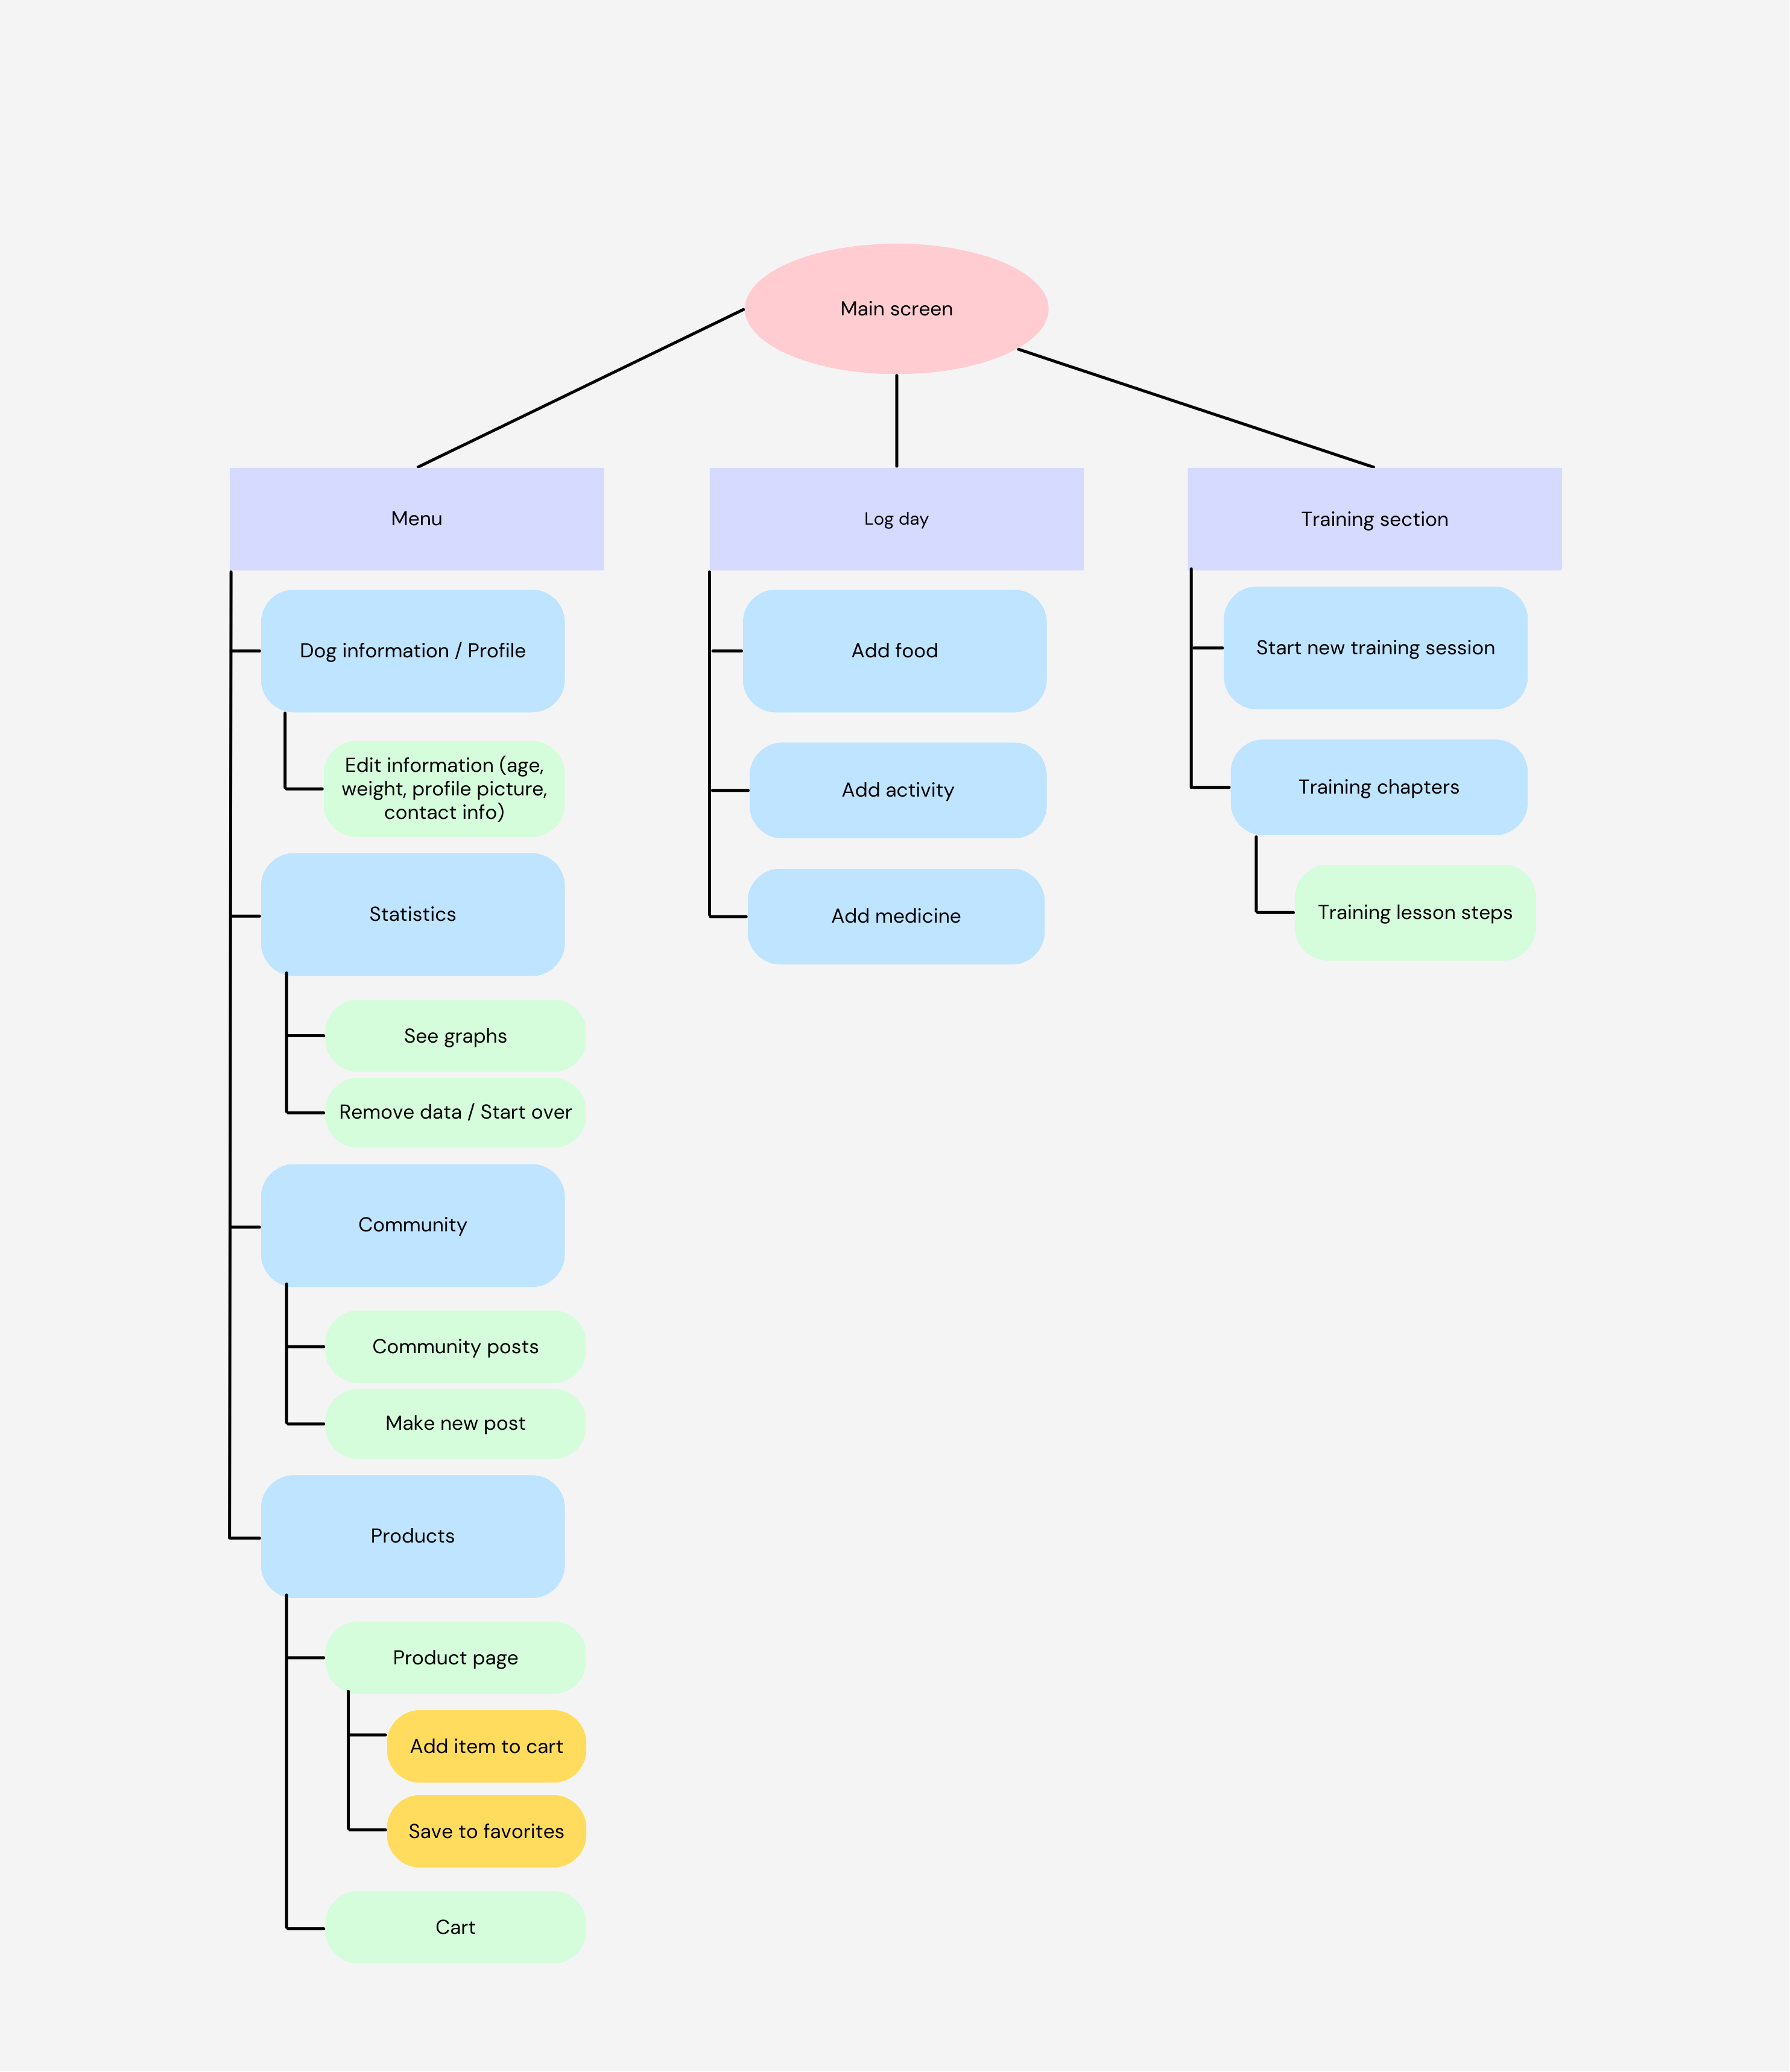 Main screen
Menu
Dog information / Profile
Edit information (age,
weight, profile picture,
contact info)
Statistics
See graphs
Remove data / Start over
Community
Community posts
Make new post
Products
Product page
Add item to cart
Save to favorites
Cart
Log day
Add food
Add activity
Add medicine
Training section
Start new training session
Training chapters
Training lesson steps